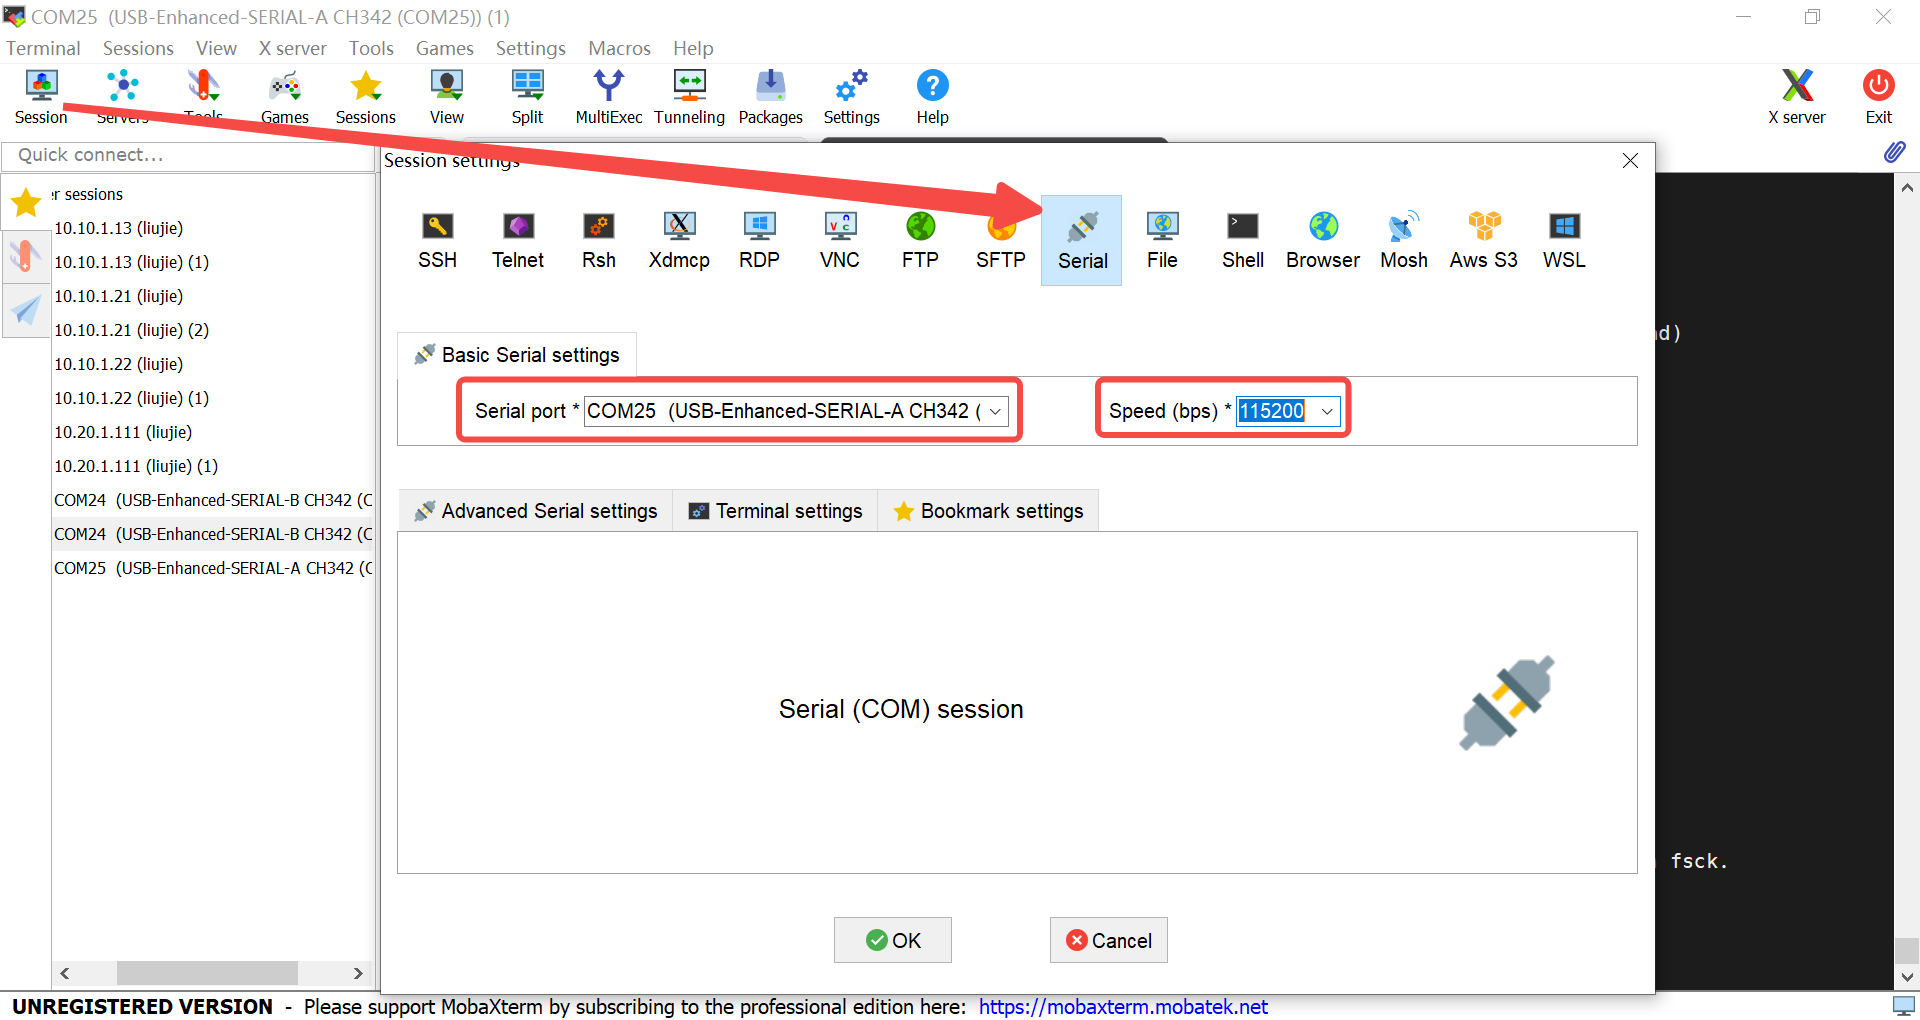 COM25 (USB-Enhanced-SERIAL-A CH342 (COM25)) (1)
Terminal Sessions View X server Tools Games Settings Macros Help
Session Servers Tools Games Sessions View Split MultiExec Tunneling Packages Settings Help X server Exit
Quick connect...
Session settings
er sessions
10.10.1.13 (liujie)
10.10.1.13 (liujie) (1)
10.10.1.21 (liujie)
10.10.1.21 (liujie) (2)
10.10.1.22 (liujie)
10.10.1.22 (liujie) (1)
10.20.1.111 (liujie)
10.20.1.111 (liujie) (1)
COM24 (USB-Enhanced-SERIAL-B CH342 (C
COM24 (USB-Enhanced-SERIAL-B CH342 (C
COM25 (USB-Enhanced-SERIAL-A CH342 (C
SSH Telnet Rsh Xdmcp RDP VNC FTP SFTP Serial File Shell Browser Mosh Aws S3 WSL
Basic Serial settings
Serial port * COM25 (USB-Enhanced-SERIAL-A CH342 ( Speed (bps) * 115200
Advanced Serial settings Terminal settings Bookmark settings
Serial (COM) session
OK Cancel
nd)
fsck.
UNREGISTERED VERSION - Please support MobaXterm by subscribing to the professional edition here: https://mobaxterm.mobatek.net